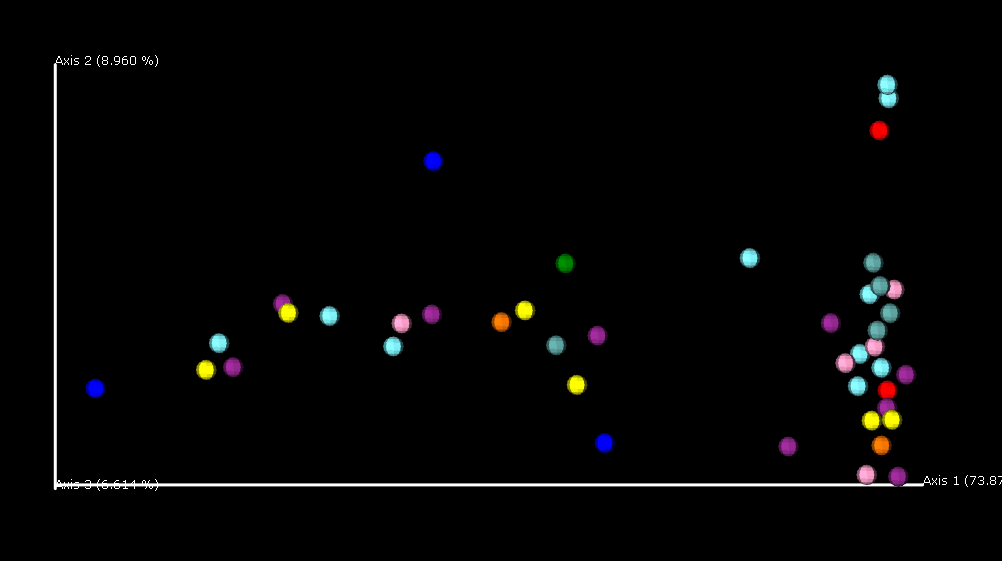 Axis 2 (8.960 %)
Axis 3 (6.614 %)
Axis 1 (73.87